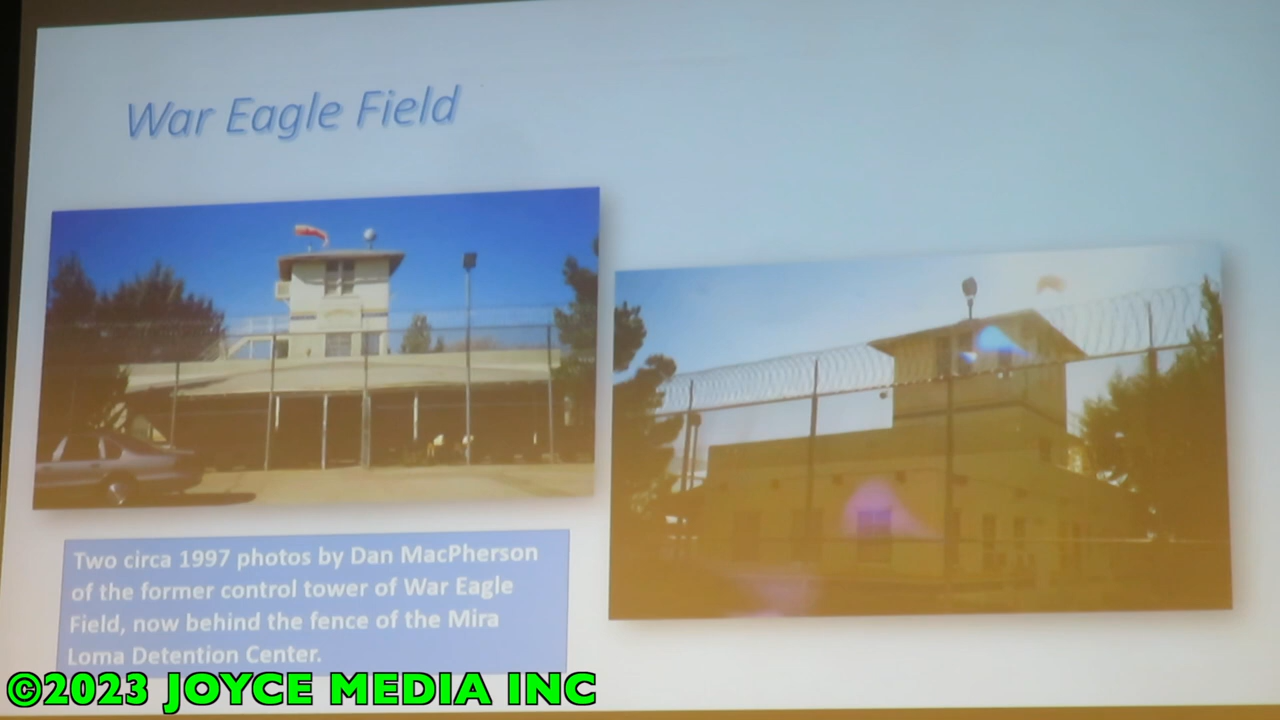 War Eagle Field
Two circa 1997 photos by Dan MacPherson
of the former control tower of War Eagle
Field, now behind the fence of the Mira
Loma Detention Center.
©2023 JOYCE MEDIA INC